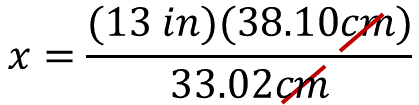 x = (13 in)(38.10cm)
33.02cm